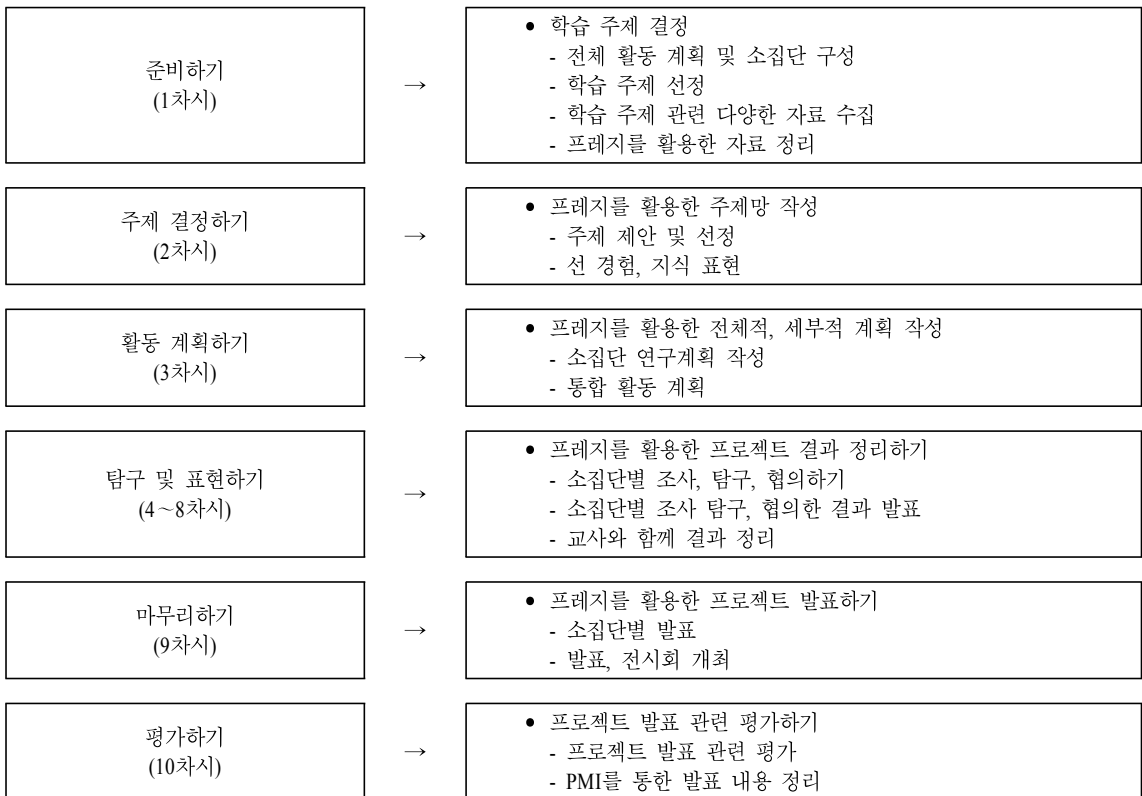 준비하기
(1차시)
→
● 학습 주제 결정
- 전체 활동 계획 및 소집단 구성
- 학습 주제 선정
- 학습 주제 관련 다양한 자료 수집
- 프레지를 활용한 자료 정리
주제 결정하기
(2차시)
→
● 프레지를 활용한 주제망 작성
- 주제 제안 및 선정
- 선 경험, 지식 표현
활동 계획하기
(3차시)
→
● 프레지를 활용한 전체적, 세부적 계획 작성
- 소집단 연구계획 작성
- 통합 활동 계획
탐구 및 표현하기
(4～8차시)
→
● 프레지를 활용한 프로젝트 결과 정리하기
- 소집단별 조사, 탐구, 협의하기
- 소집단별 조사 탐구, 협의한 결과 발표
- 교사와 함께 결과 정리
마무리하기
(9차시)
→
● 프레지를 활용한 프로젝트 발표하기
- 소집단별 발표
- 발표, 전시회 개최
평가하기
(10차시)
→
● 프로젝트 발표 관련 평가하기
- 프로젝트 발표 관련 평가
- PMI를 통한 발표 내용 정리